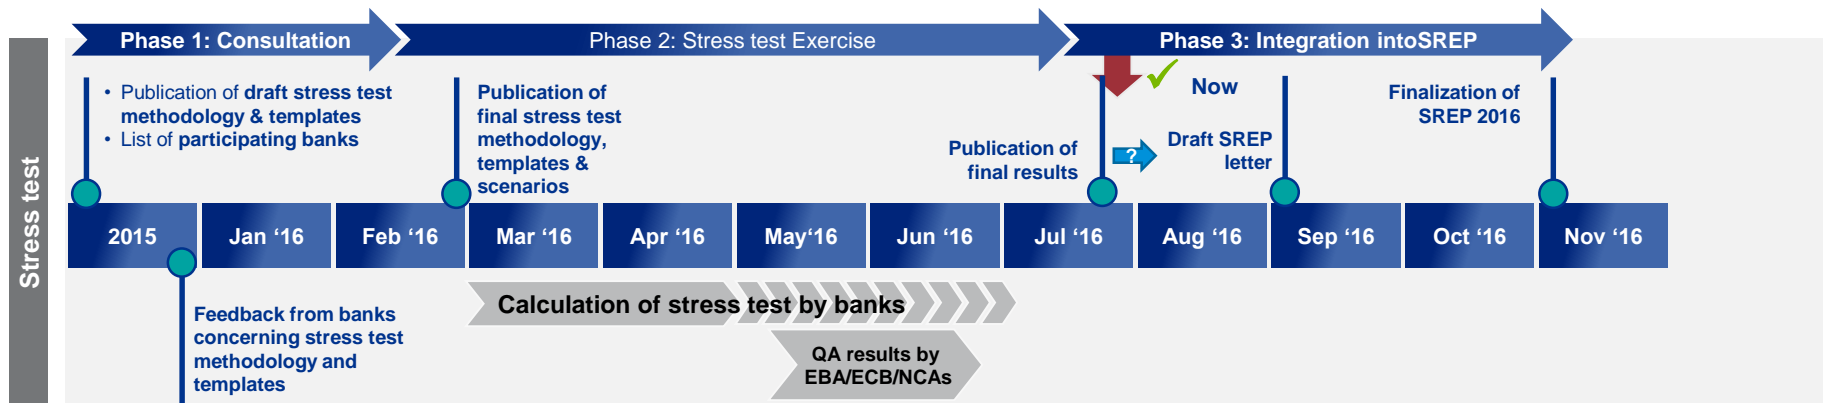 Phase 1: Consultation
Phase 2: Stress test Exercise
Phase 3: Integration intoSREP
Stress test
• Publication of draft stress test
methodology & templates
• List of participating banks
Publication of
final stress test
methodology,
templates &
scenarios
Publication of
final results
Now
?
Draft SREP
letter
Finalization of
SREP 2016
2015
Jan ‘16
Feb ‘16
Mar ‘16
Apr ‘16
May‘16
Jun ‘16
Jul ‘16
Aug ‘16
Sep ‘16
Oct ‘16
Nov ‘16
Feedback from banks
concerning stress test
methodology and
templates
Calculation of stress test by banks
QA results by
EBA/ECB/NCAs